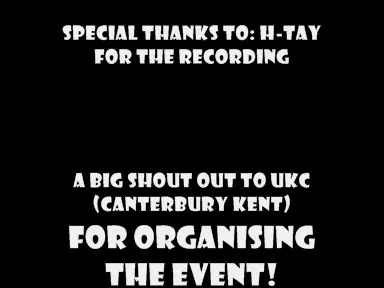 SPECIAL THANKS TO: H-TAY
FOR THE RECORDING
A BIG SHOUT OUT TO UKC
(CANTERBURY KENT)
FOR ORGANISING
THE EVENT!